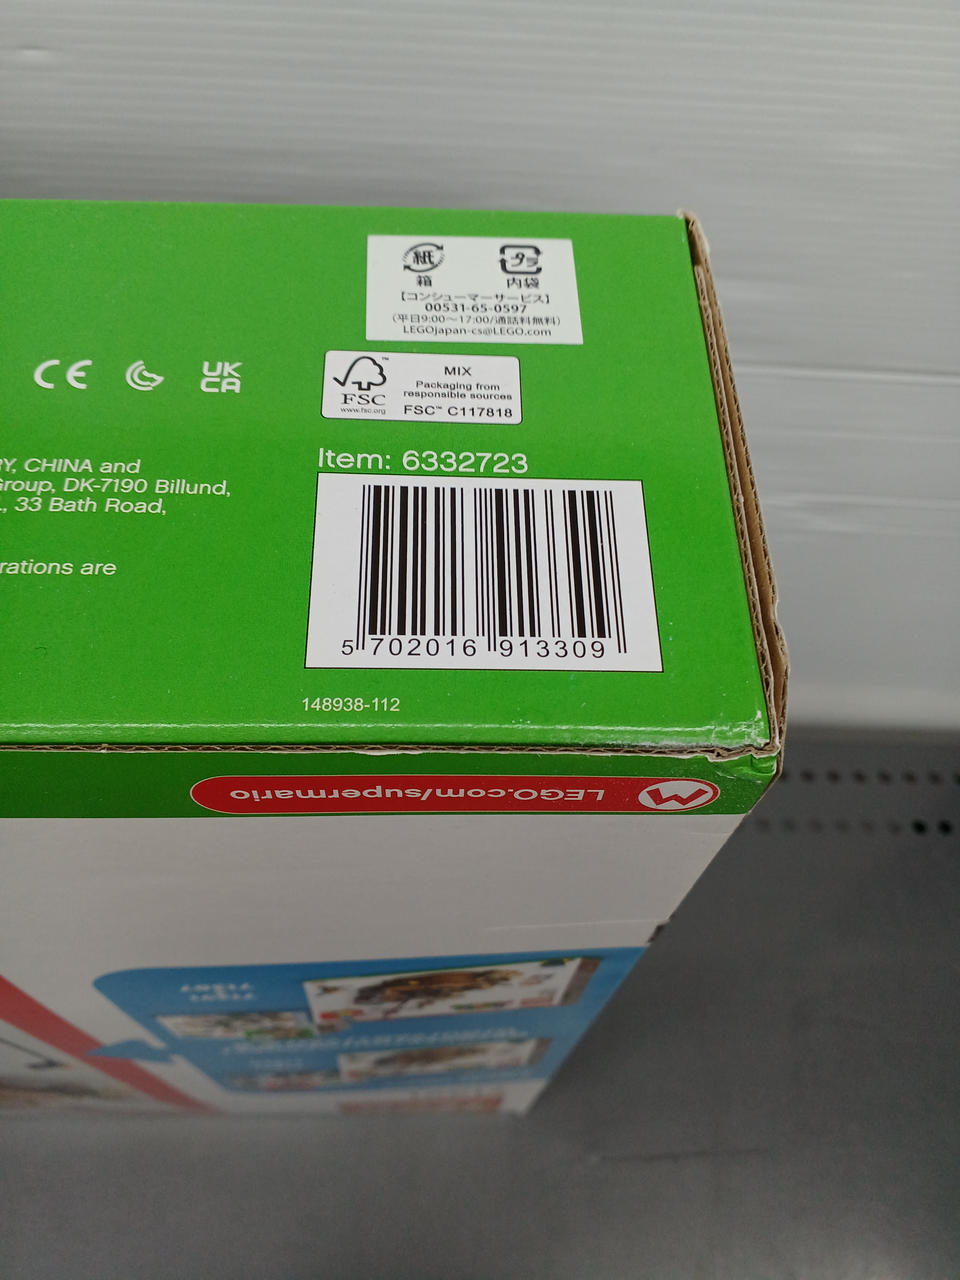 紙
箱
プラ
内袋
【コンシューマーサービス】
00531-65-0597
(平日9:00～17:00/通話料無料)
LEGOjapan-cs@LEGO.com
CE
UK
CA
FSC™
www.fsc.org
MIX
Packaging from
responsible sources
FSC™ C117818
Item: 6332723
RY, CHINA and
Group, DK-7190 Billund,
., 33 Bath Road,
rations are
5 702016 913309
148938-112
LEGO.com/supermario
M